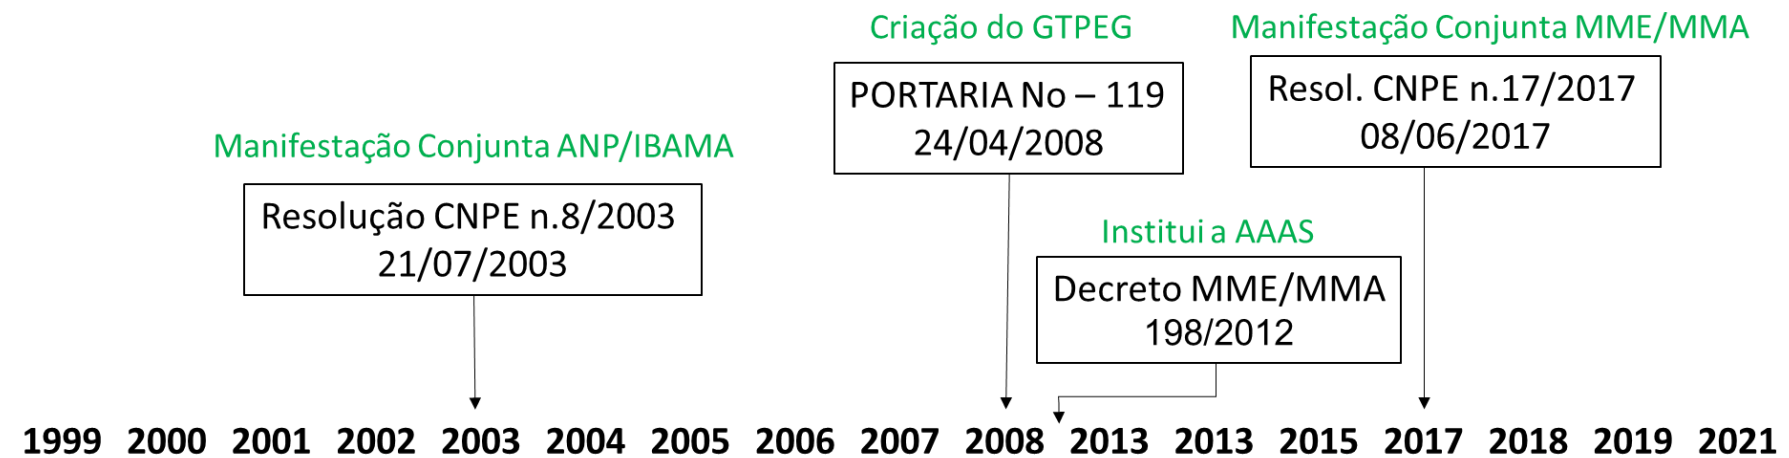 Criação do GTPEG
Manifestação Conjunta MME/MMA
PORTARIA No – 119
24/04/2008
Resol. CNPE n.17/2017
08/06/2017
Manifestação Conjunta ANP/IBAMA
Resolução CNPE n.8/2003
21/07/2003
Institui a AAAS
Decreto MME/MMA
198/2012
1999 2000 2001 2002 2003 2004 2005 2006 2007 2008 2013 2013 2015 2017 2018 2019 2021